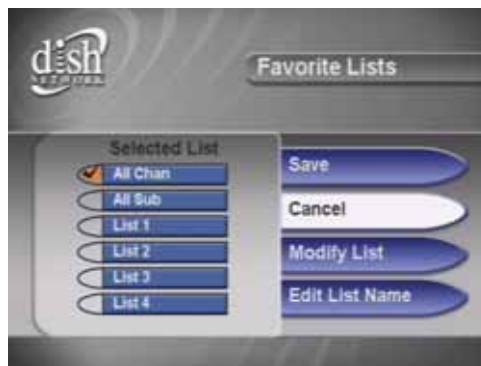 dish
NETWORK
Favorite Lists
Selected List
All Chan
All Sub
List 1
List 2
List 3
List 4
Save
Cancel
Modify List
Edit List Name